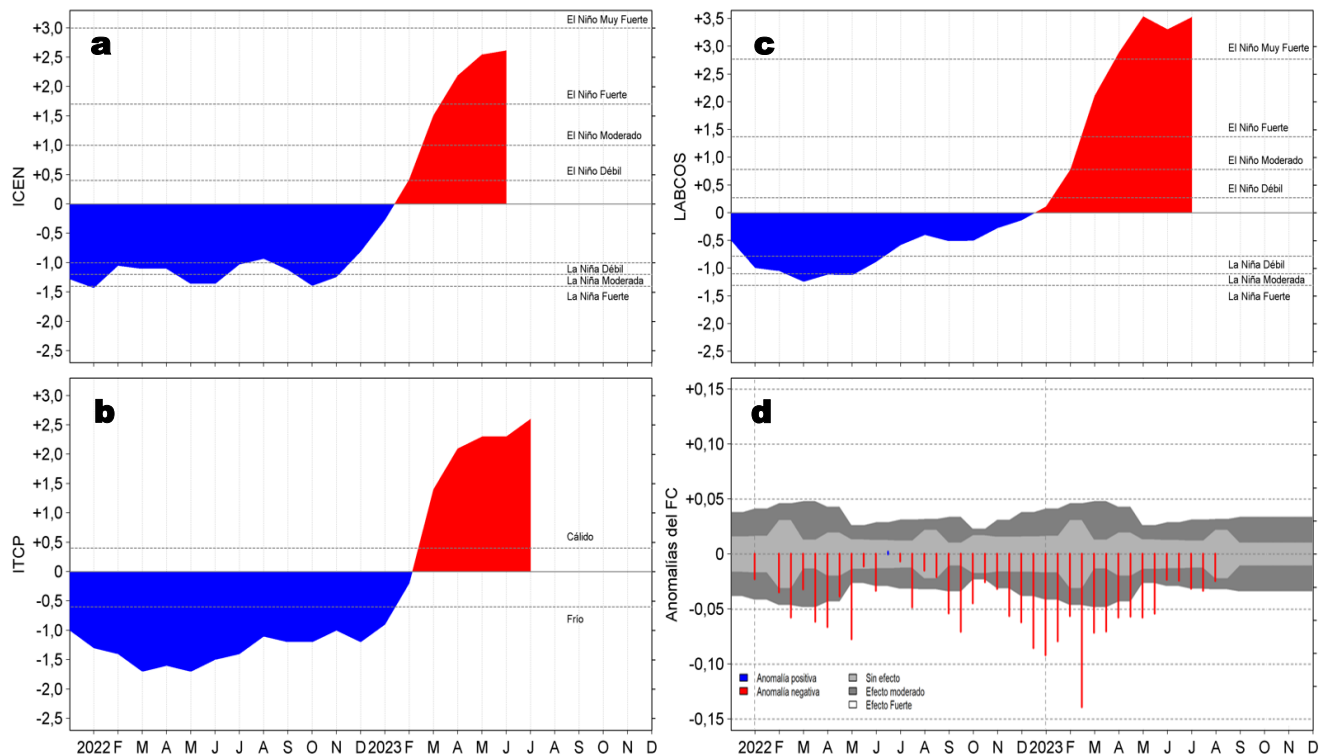 a
ICEN
+3,0
+2,5
+2,0
+1,5
+1,0
+0,5
0
-0,5
-1,0
-1,5
-2,0
-2,5
El Niño Muy Fuerte
El Niño Fuerte
El Niño Moderado
El Niño Débil
La Niña Débil
La Niña Moderada
La Niña Fuerte
c
LABCOS
+3,5
+3,0
+2,5
+2,0
+1,5
+1,0
+0,5
0
-0,5
-1,0
-1,5
-2,0
-2,5
El Niño Muy Fuerte
El Niño Fuerte
El Niño Moderado
El Niño Débil
La Niña Débil
La Niña Moderada
La Niña Fuerte
b
ITCP
+3,0
+2,5
+2,0
+1,5
+1,0
+0,5
0
-0,5
-1,0
-1,5
-2,0
-2,5
Cálido
Frío
2022 F M A M J J A S O N D 2023 F M A M J J A S O N D
d
Anomalías del FC
+0,15
+0,10
+0,05
0
-0,05
-0,10
-0,15
Anomalía positiva
Anomalía negativa
Sin efecto
Efecto moderado
Efecto Fuerte
2022 F M A M J J A S O N D 2023 F M A M J J A S O N D